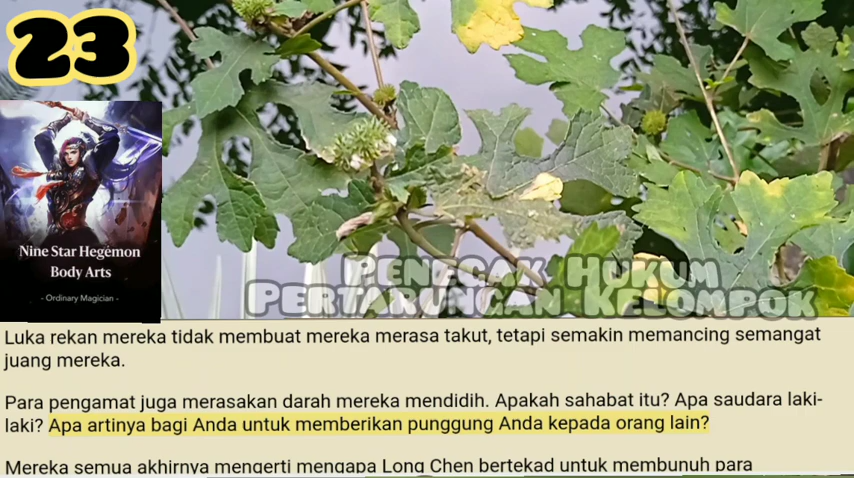 23
Nine Star Hegemon
Body Arts
- Ordinary Magician -
Penegak Hukum
Pertarungan Kelompok
Luka rekan mereka tidak membuat mereka merasa takut, tetapi semakin memancing semangat
juang mereka.
Para pengamat juga merasakan darah mereka mendidih. Apakah sahabat itu? Apa saudara laki-
laki? Apa artinya bagi Anda untuk memberikan punggung Anda kepada orang lain?
Mereka semua akhirnya mengerti mengapa Long Chen bertekad untuk membunuh para